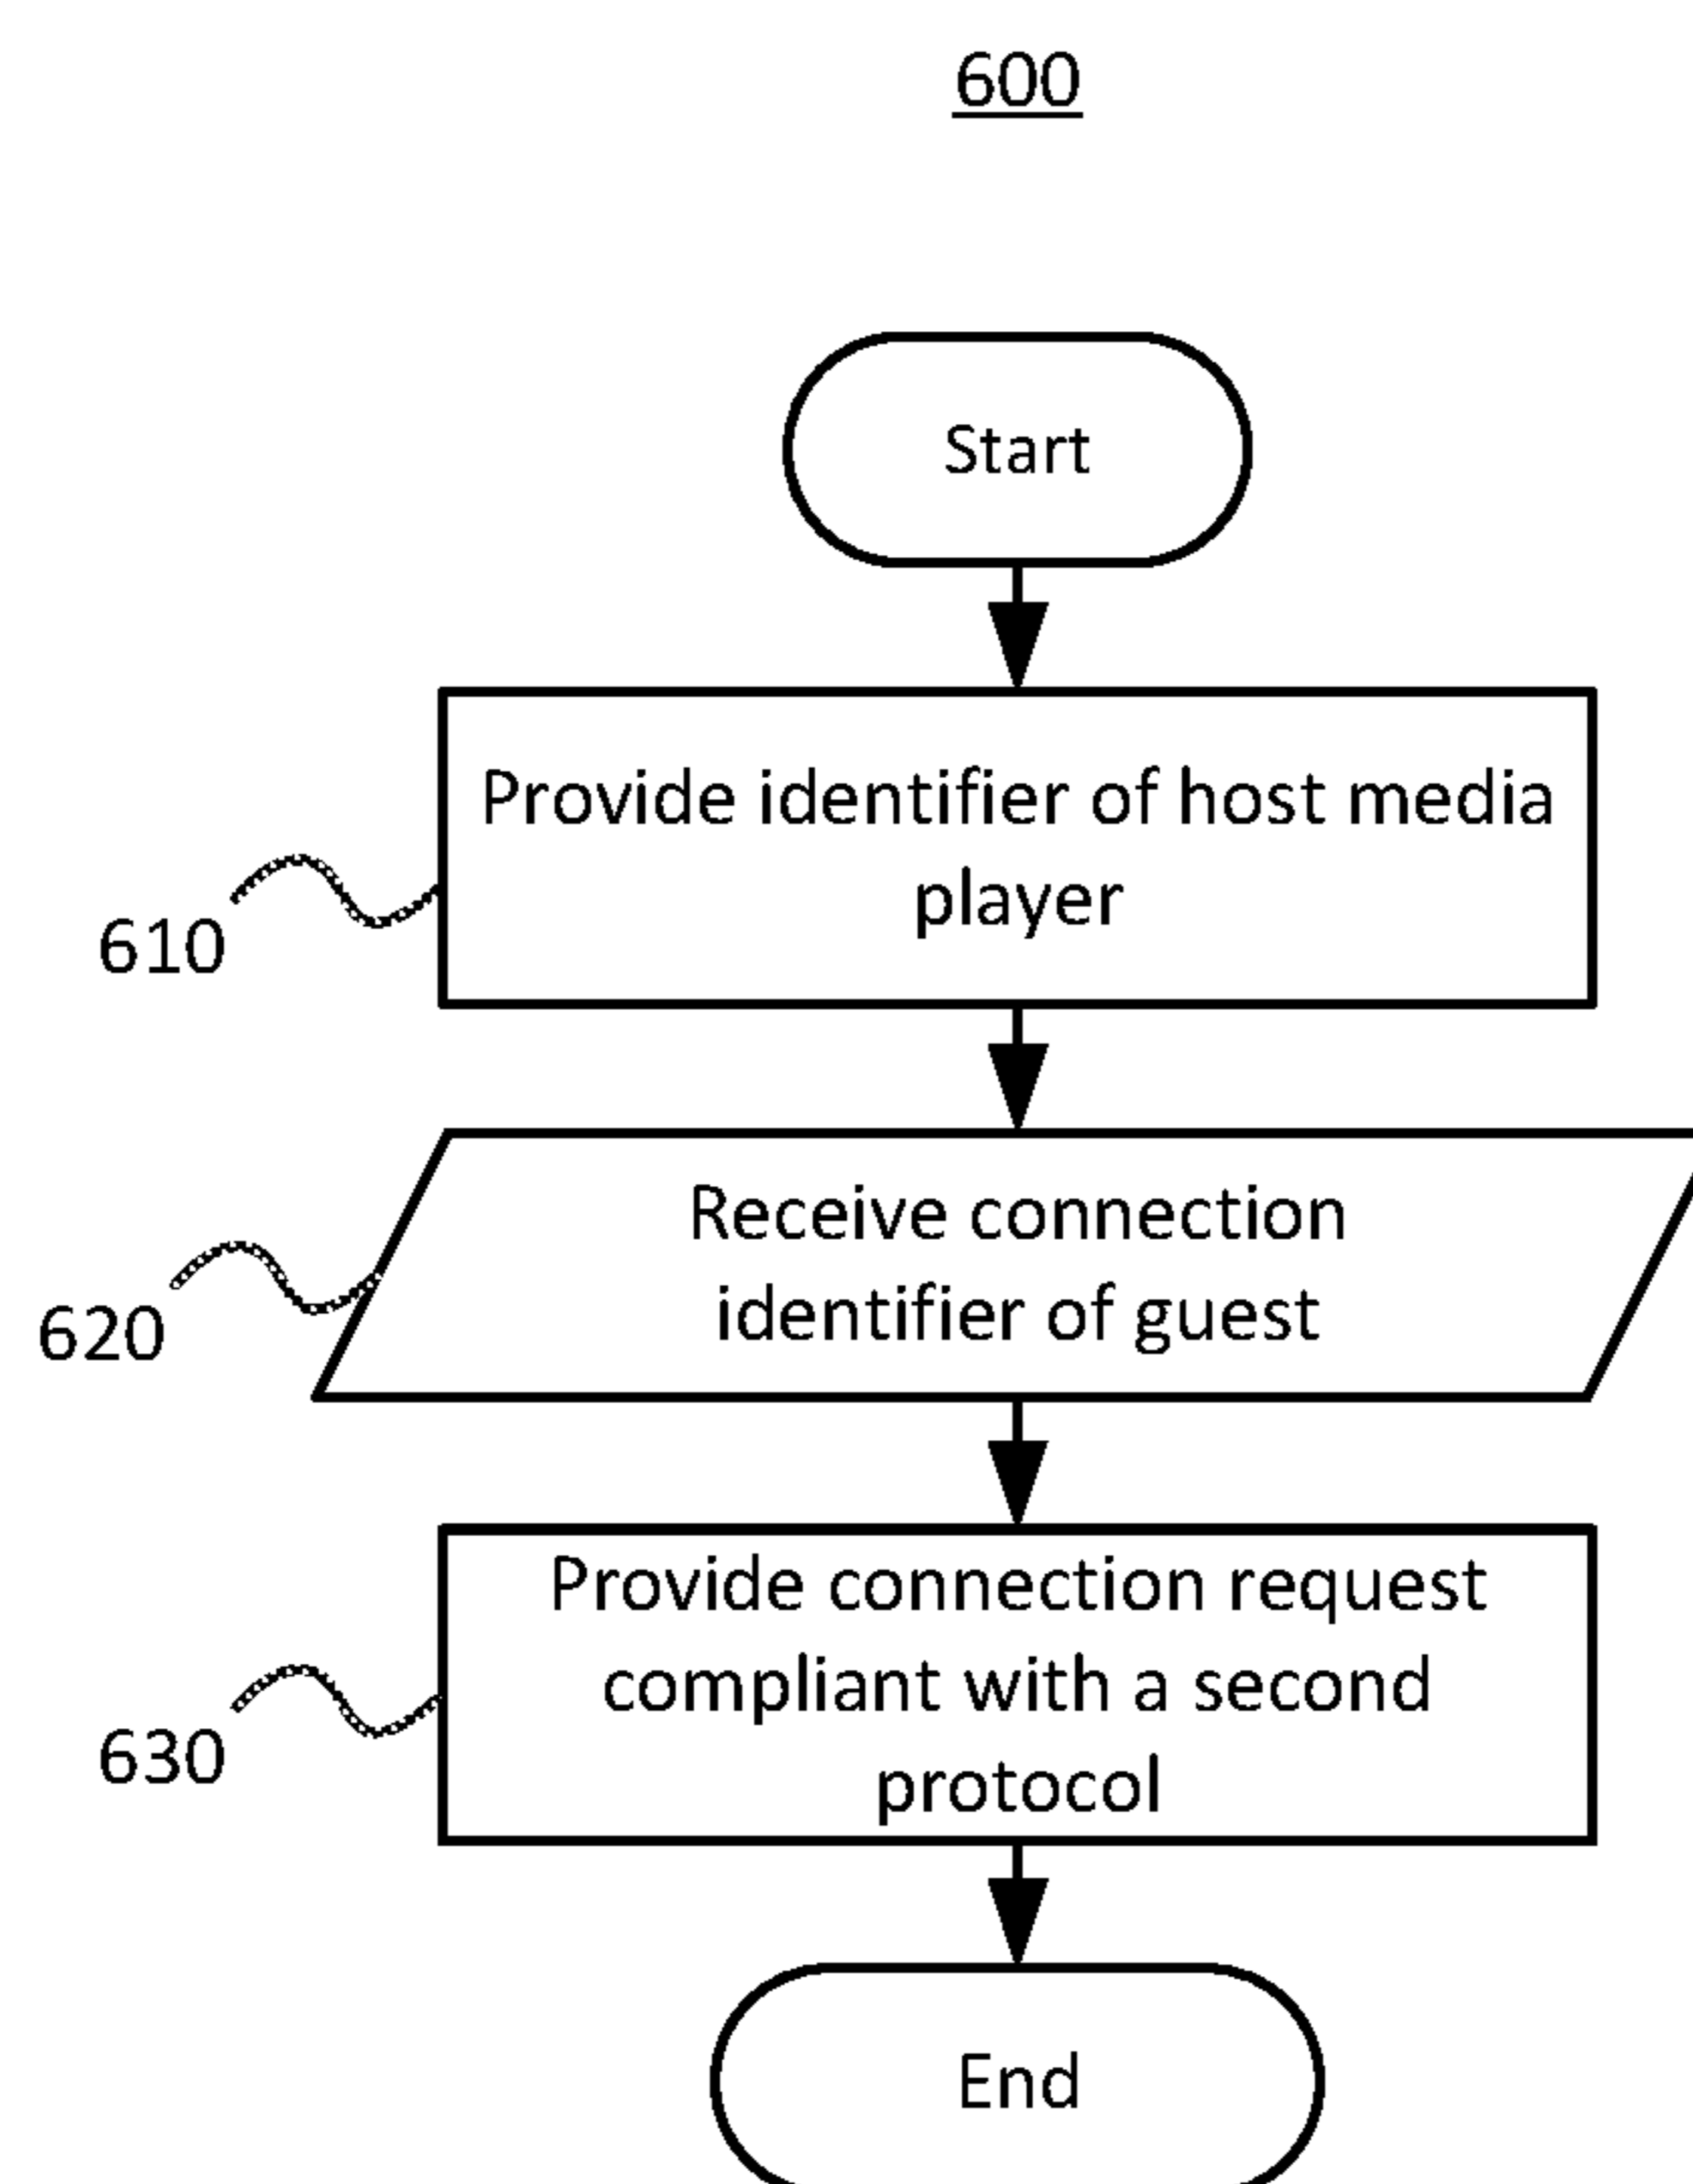 600
Start
Provide identifier of host media
player
610
Receive connection
identifier of guest
620
Provide connection request
compliant with a second
protocol
630
End